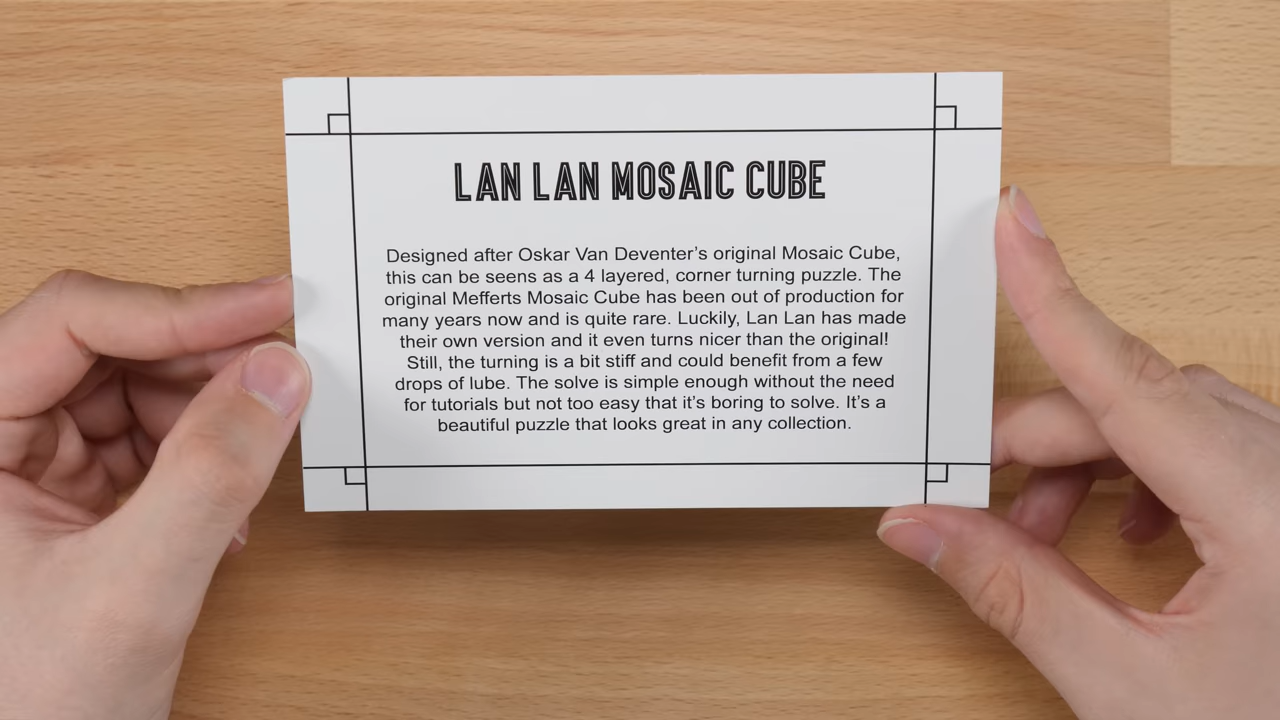 LAN LAN MOSAIC CUBE
Designed after Oskar Van Deventer's original Mosaic Cube,
this can be seens as a 4 layered, corner turning puzzle. The
original Mefferts Mosaic Cube has been out of production for
many years now and is quite rare. Luckily, Lan Lan has made
their own version and it even turns nicer than the original!
Still, the turning is a bit stiff and could benefit from a few
drops of lube. The solve is simple enough without the need
for tutorials but not too easy that it's boring to solve. It's a
beautiful puzzle that looks great in any collection.